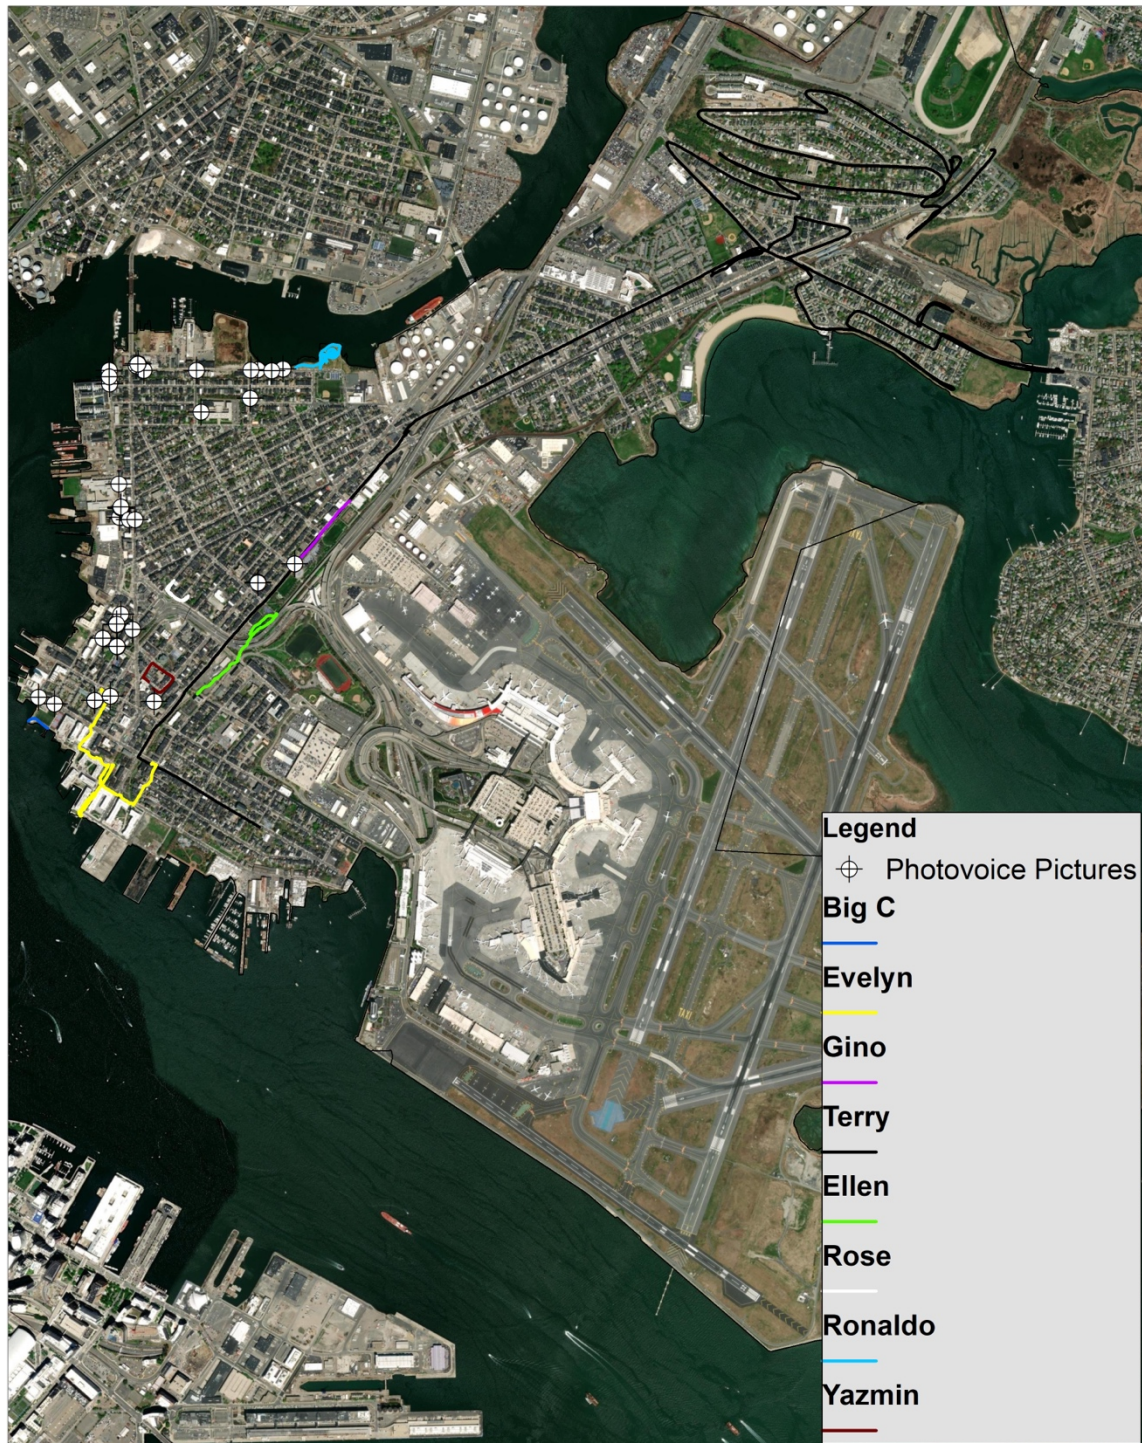 Legend
Photovoice Pictures
Big C
Evelyn
Gino
Terry
Ellen
Rose
Ronaldo
Yazmin